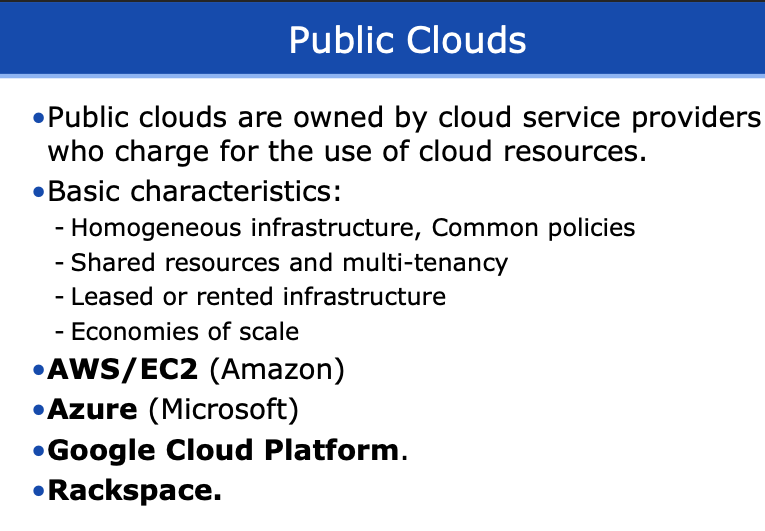 Public Clouds
•Public clouds are owned by cloud service providers
who charge for the use of cloud resources.
•Basic characteristics:
- Homogeneous infrastructure, Common policies
- Shared resources and multi-tenancy
- Leased or rented infrastructure
- Economies of scale
•AWS/EC2 (Amazon)
•Azure (Microsoft)
•Google Cloud Platform.
•Rackspace.